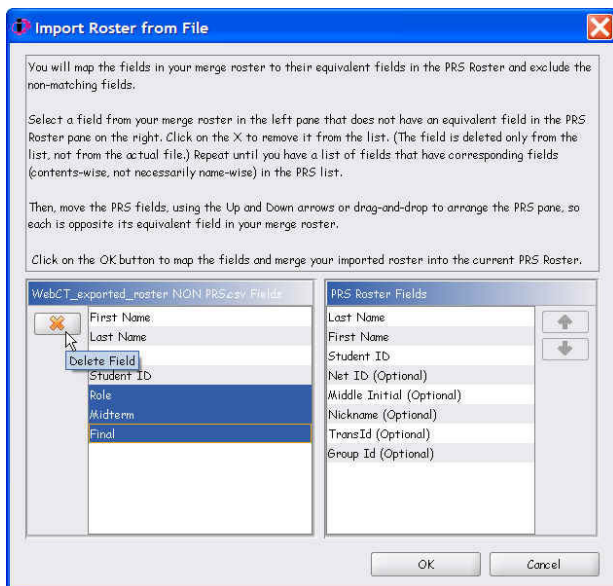 Import Roster from File
You will map the fields in your merge roster to their equivalent fields in the PRS Roster and exclude the
non-matching fields.
Select a field from your merge roster in the left pane that does not have an equivalent field in the PRS
Roster pane on the right. Click on the X to remove it from the list. (The field is deleted only from the
list, not from the actual file.) Repeat until you have a list of fields that have corresponding fields
(contents-wise, not necessarily name-wise) in the PRS list.
Then, move the PRS fields, using the Up and Down arrows or drag-and-drop to arrange the PRS pane, so
each is opposite its equivalent field in your merge roster.
Click on the OK button to map the fields and merge your imported roster into the current PRS Roster.
WebCT_exported_roster NON PRS.csv Fields
First Name
Last Name
Delete Field
Student ID
Role
Midterm
Final
PRS Roster Fields
Last Name
First Name
Student ID
Net ID (Optional)
Middle Initial (Optional)
Nickname (Optional)
TransId (Optional)
Group Id (Optional)
OK
Cancel